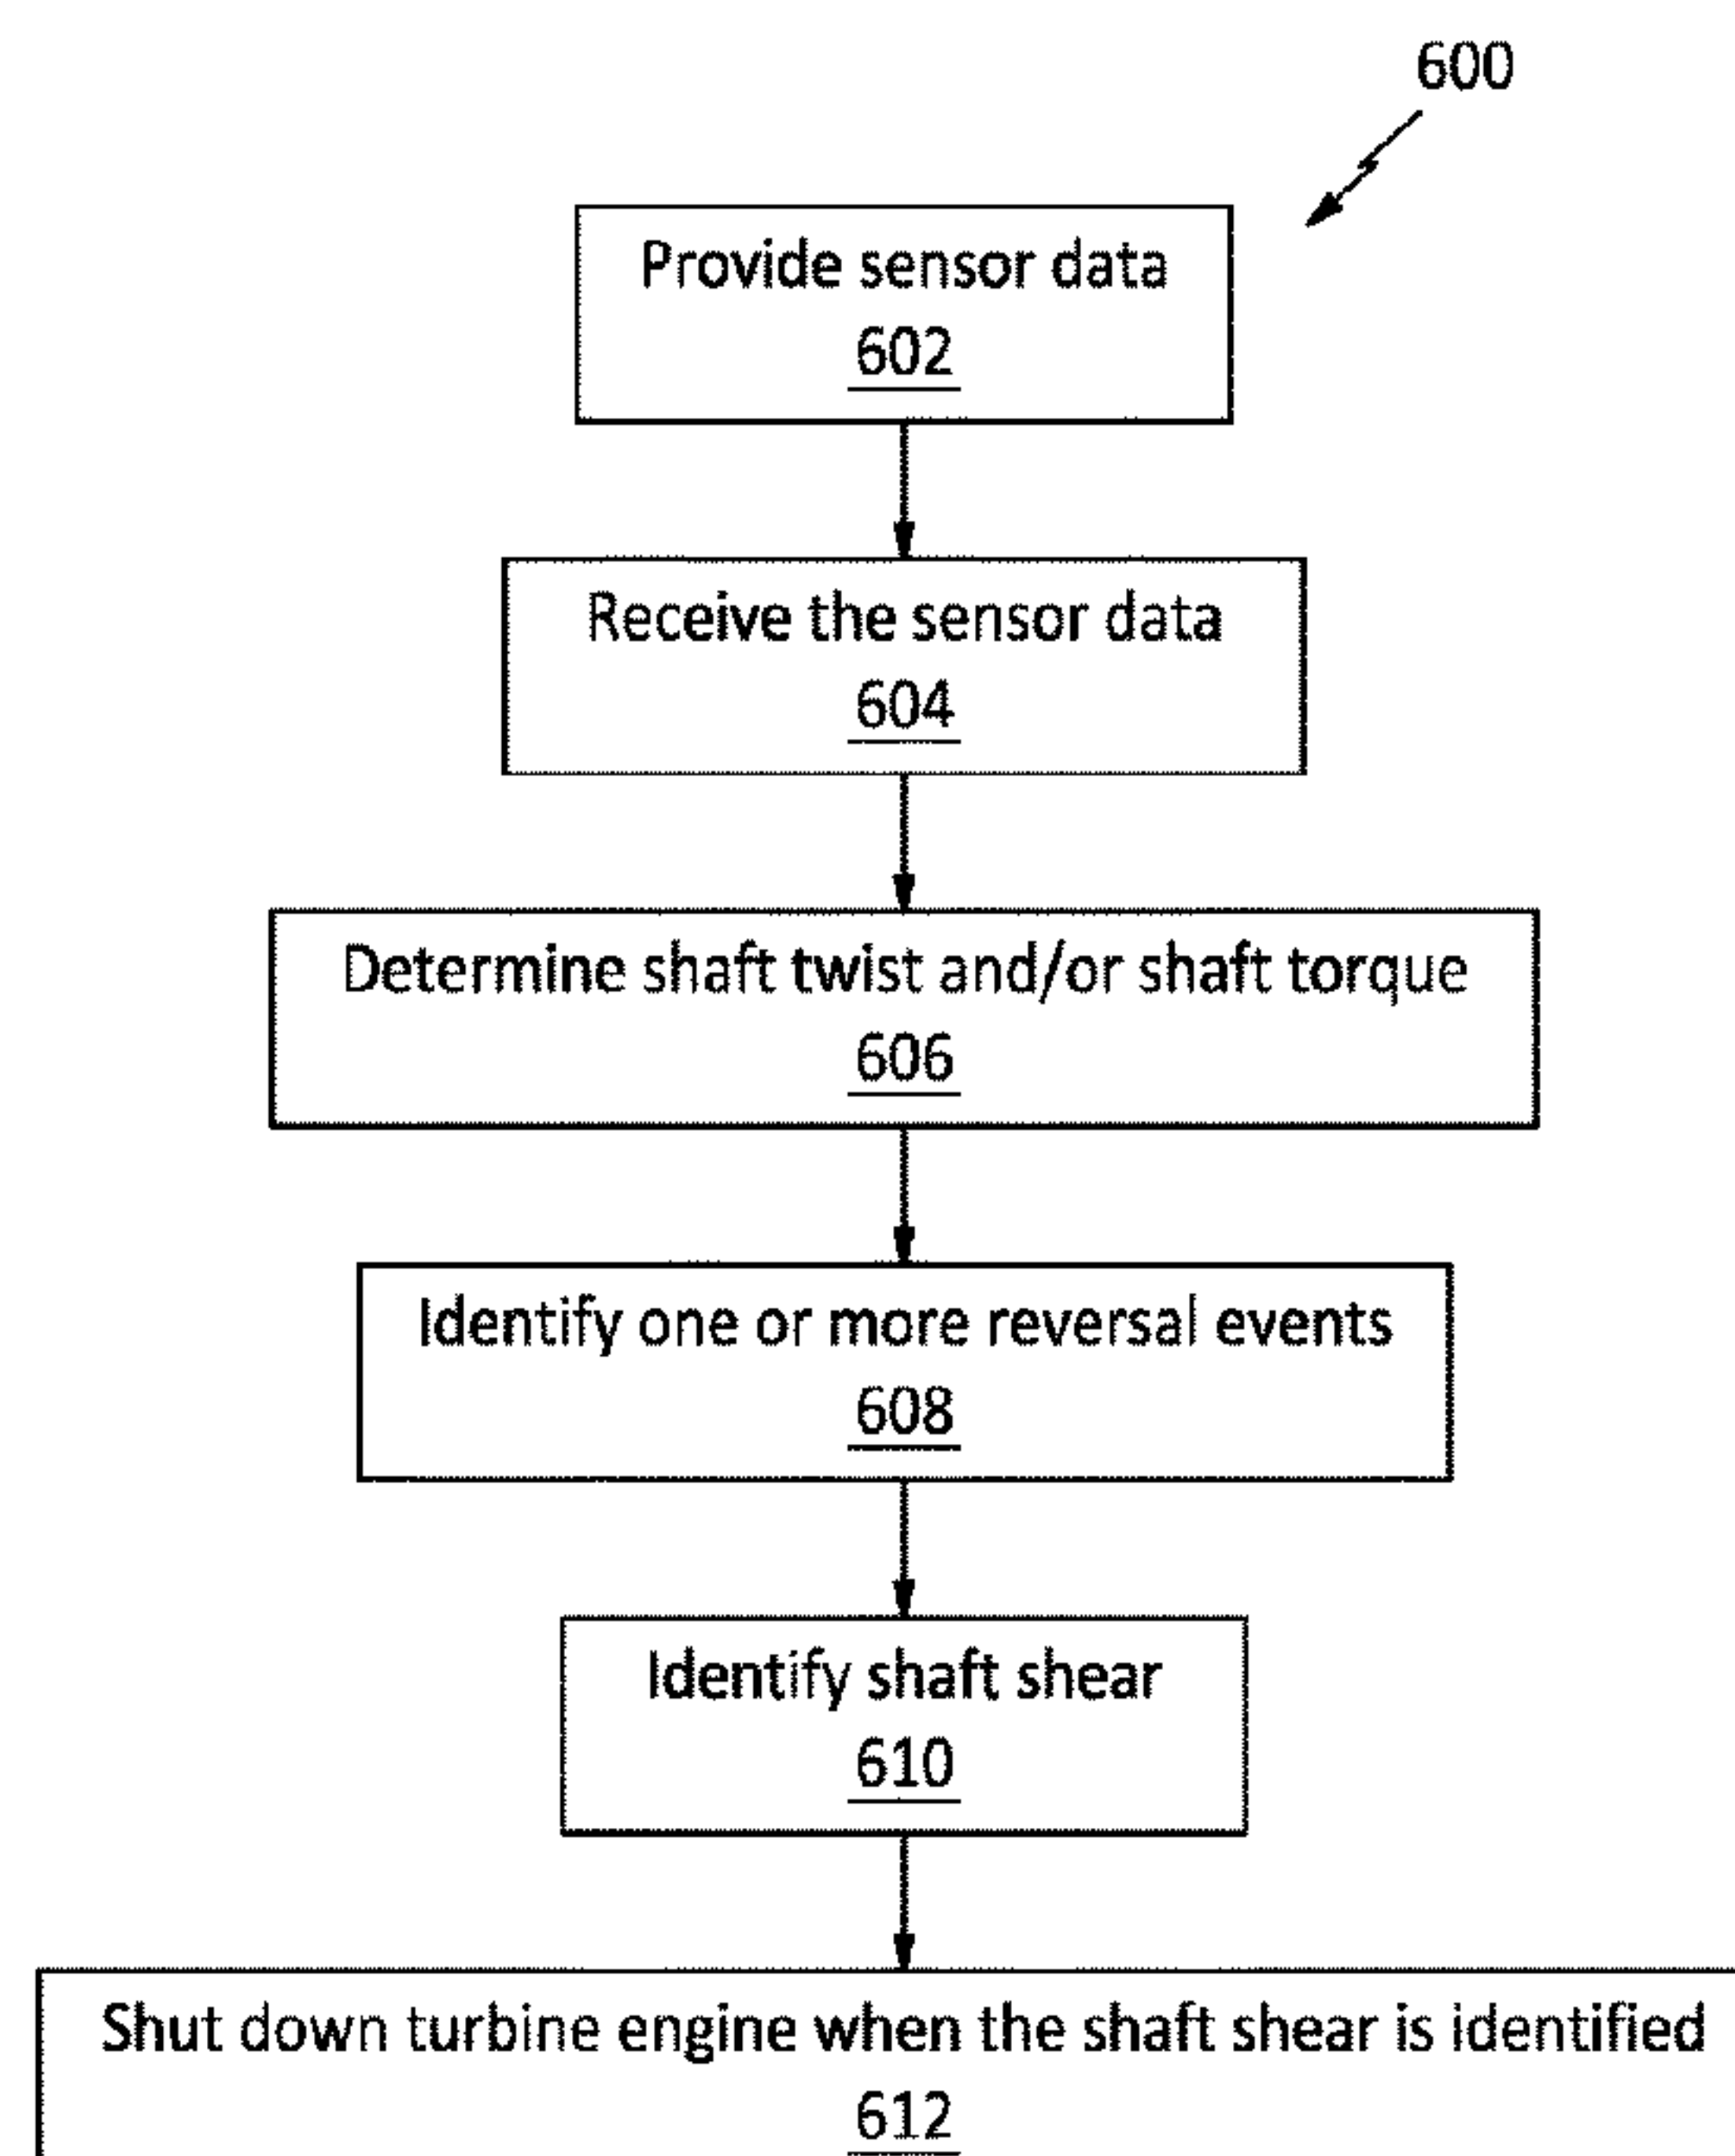 600
Provide sensor data
602
Receive the sensor data
604
Determine shaft twist and/or shaft torque
606
Identify one or more reversal events
608
Identify shaft shear
610
Shut down turbine engine when the shaft shear is identified
612